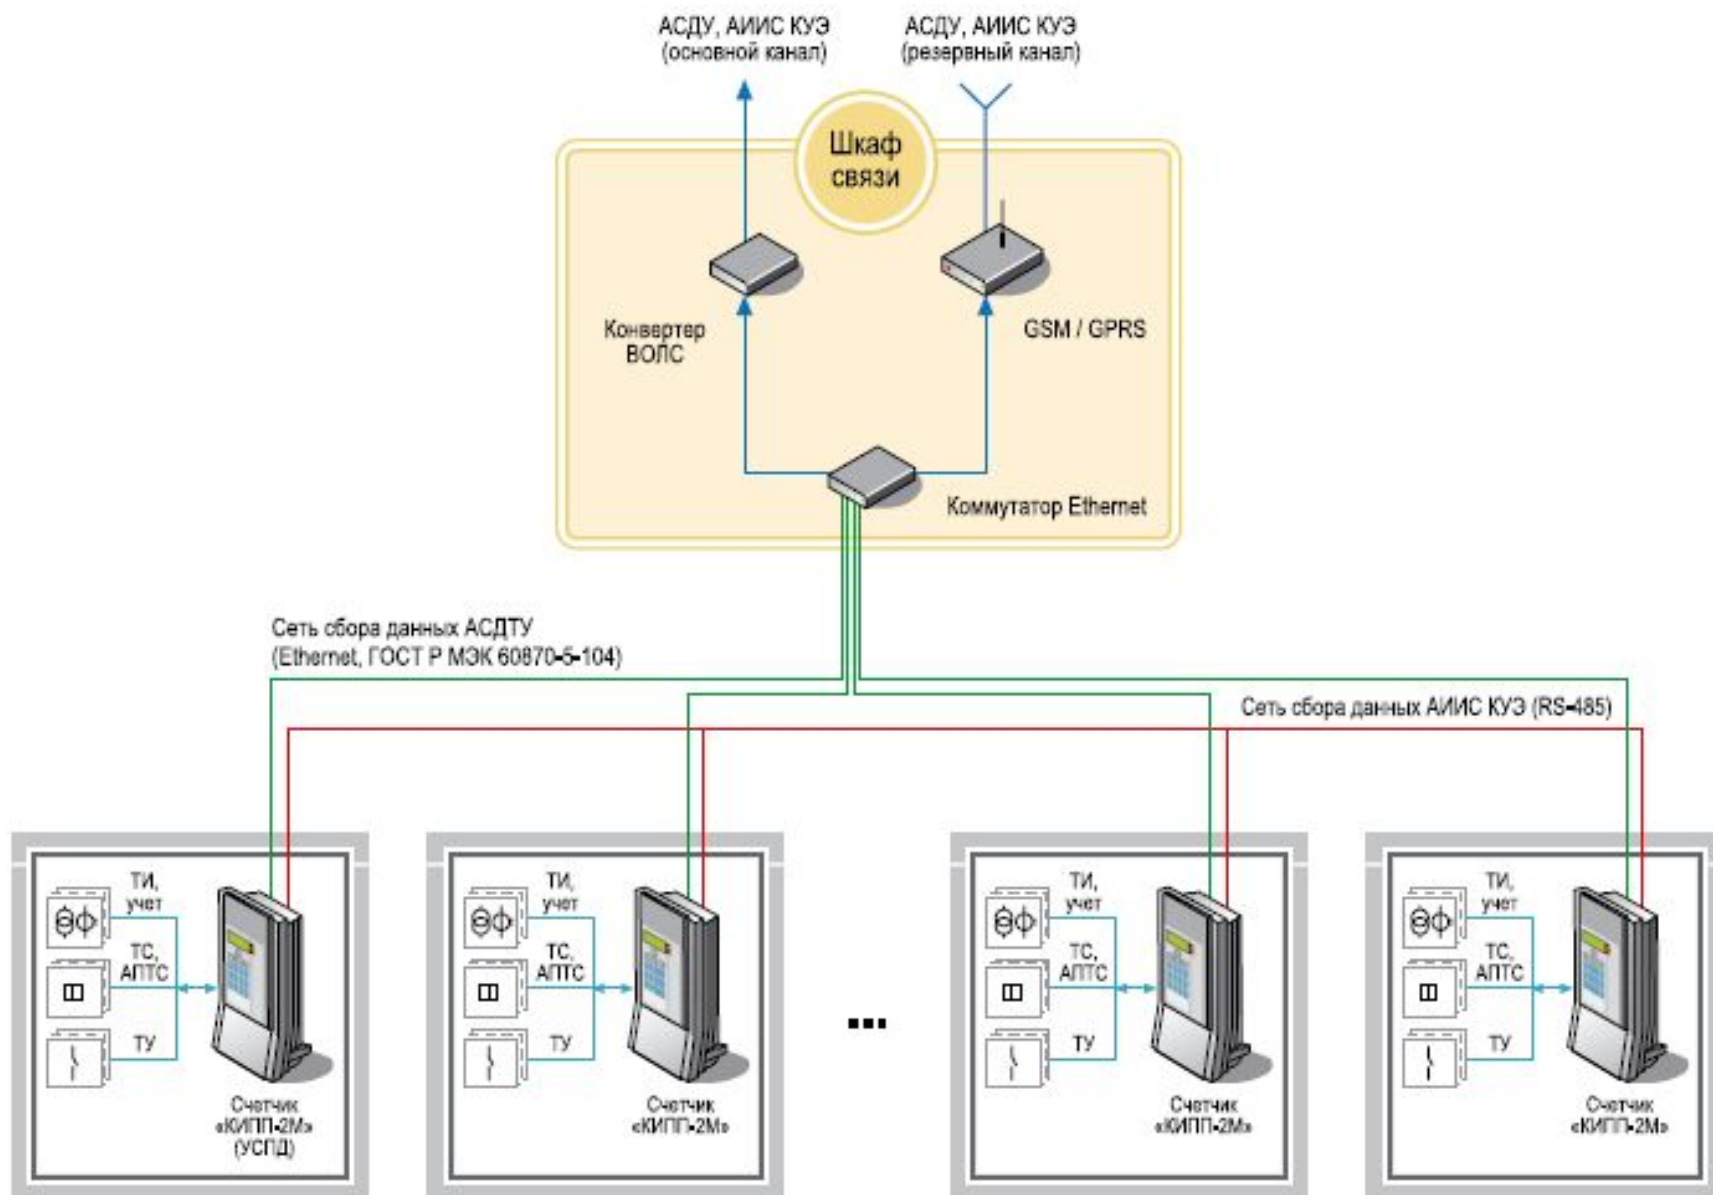 АСДУ, АИИС КУЭ
(основной канал)
АСДУ, АИИС КУЭ
(резервный канал)
Шкаф
связи
Конвертер
ВОЛС
GSM / GPRS
Коммутатор Ethernet
Сеть сбора данных АСДТУ
(Ethernet, ГОСТ Р МЭК 60870-5-104)
Сеть сбора данных АИИС КУЭ (RS-485)
ТИ,
учет
ТС,
АПТС
ТУ
Счетчик
«КИПП-2М»
(УСПД)
ТИ,
учет
ТС,
АПТС
ТУ
Счетчик
«КИПП-2М»
...
ТИ,
учет
ТС,
АПТС
ТУ
Счетчик
«КИПП-2М»
ТИ,
учет
ТС,
АПТС
ТУ
Счетчик
«КИПП-2М»